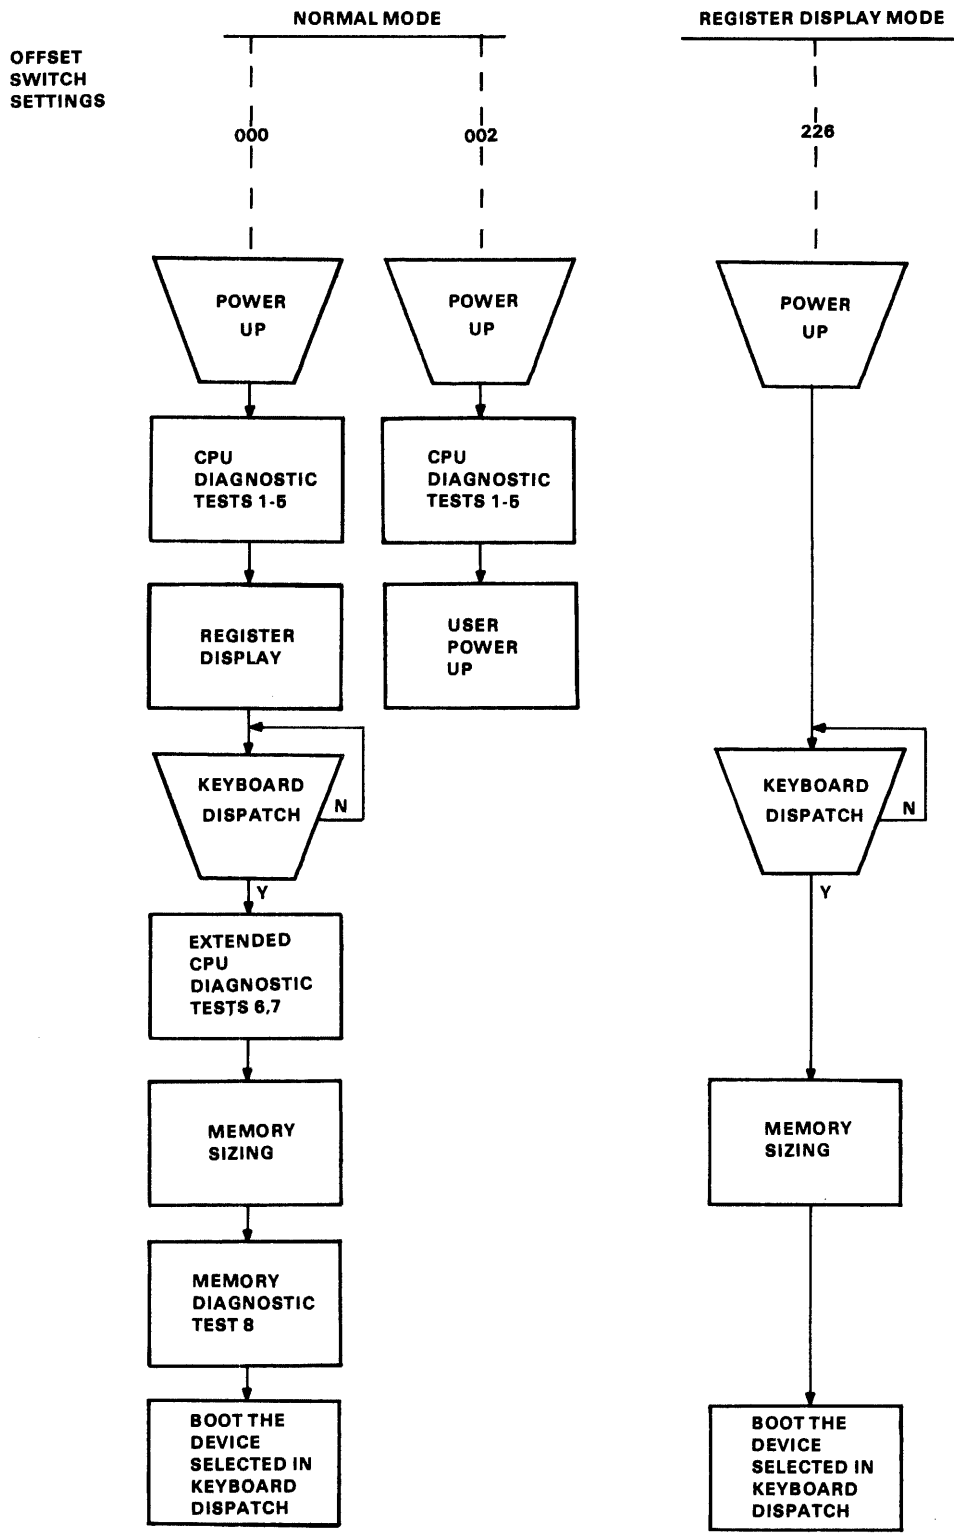 NORMAL MODE
REGISTER DISPLAY MODE
OFFSET
SWITCH
SETTINGS
000
002
226
POWER
UP
POWER
UP
POWER
UP
CPU
DIAGNOSTIC
TESTS 1-5
CPU
DIAGNOSTIC
TESTS 1-5
REGISTER
DISPLAY
USER
POWER
UP
KEYBOARD
DISPATCH
N
Y
KEYBOARD
DISPATCH
N
Y
EXTENDED
CPU
DIAGNOSTIC
TESTS 6,7
MEMORY
SIZING
MEMORY
SIZING
MEMORY
DIAGNOSTIC
TEST 8
BOOT THE
DEVICE
SELECTED IN
KEYBOARD
DISPATCH
BOOT THE
DEVICE
SELECTED IN
KEYBOARD
DISPATCH